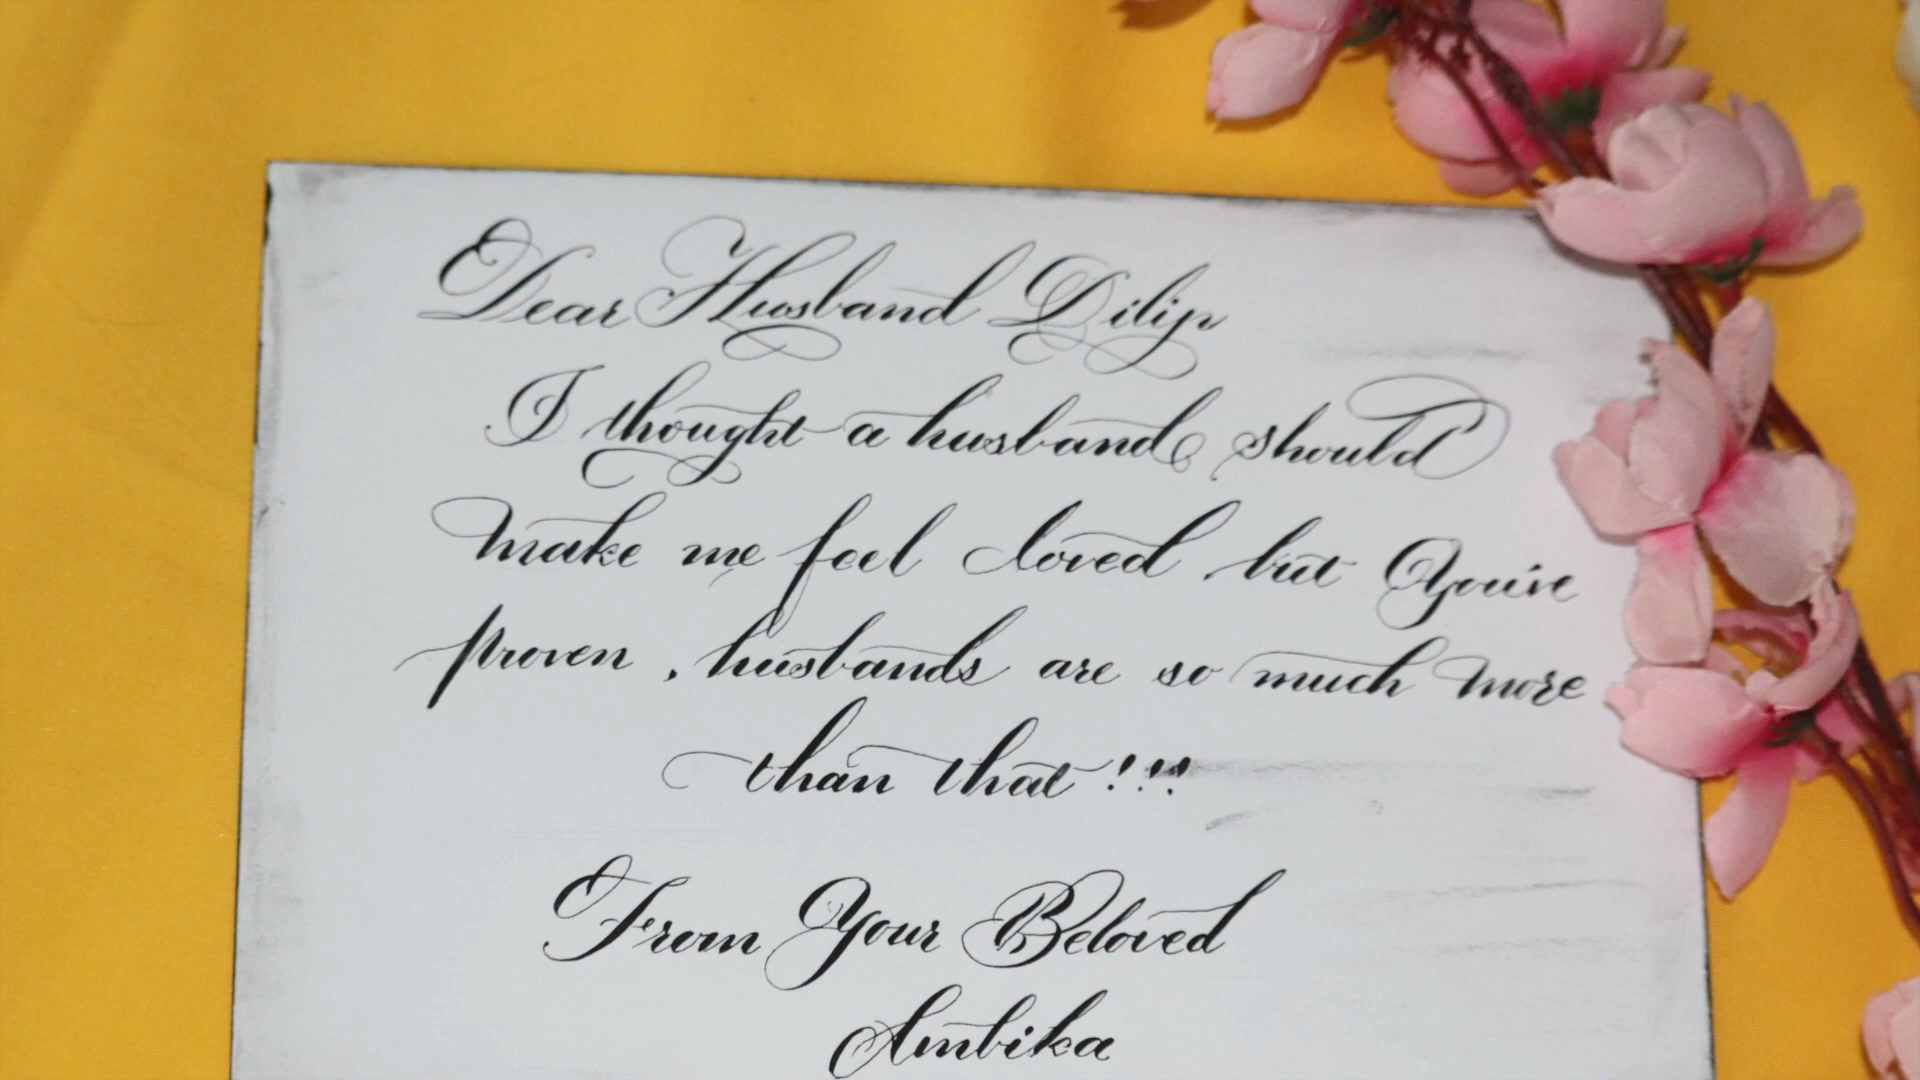 Dear Husband Dilip
I thought a husband should
make me feel loved but You've
proven, husbands are so much more
than that !!!
From Your Beloved
Ambika